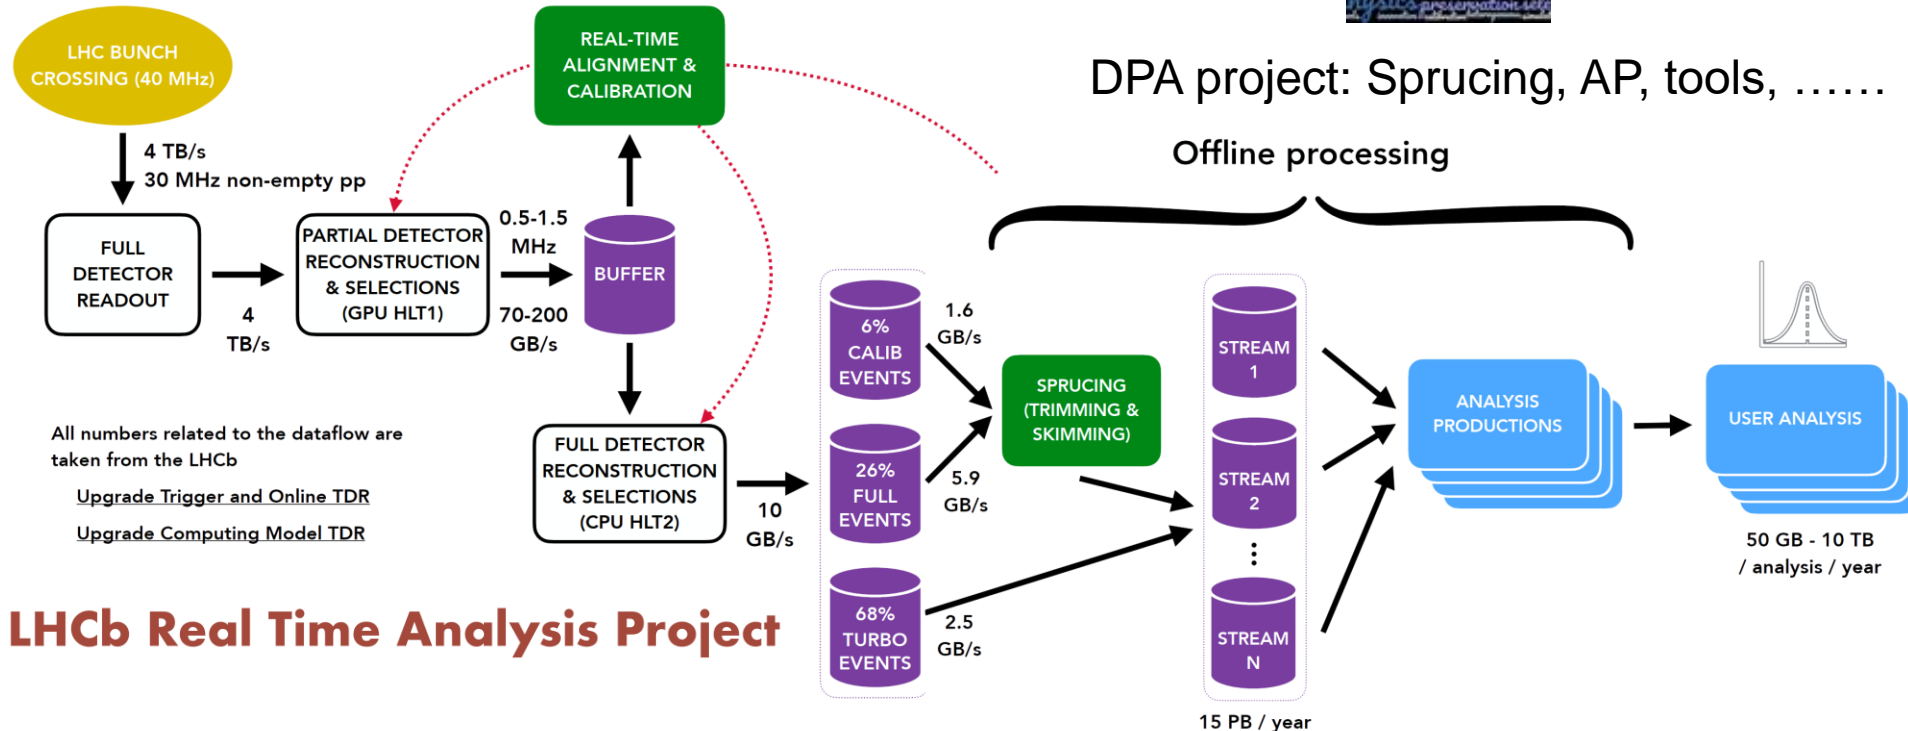 physics preservation
DPA project: Sprucing, AP, tools, ……
LHC BUNCH
CROSSING (40 MHz)
REAL-TIME
ALIGNMENT &
CALIBRATION
Offline processing
4 TB/s
30 MHz non-empty pp
FULL
DETECTOR
READOUT
4
TB/s
PARTIAL DETECTOR
RECONSTRUCTION
& SELECTIONS
(GPU HLT1)
0.5-1.5
MHz
70-200
GB/s
BUFFER
FULL DETECTOR
RECONSTRUCTION
& SELECTIONS
(CPU HLT2)
10
GB/s
6%
CALIB
EVENTS
1.6
GB/s
26%
FULL
EVENTS
5.9
GB/s
68%
TURBO
EVENTS
2.5
GB/s
SPRUCING
(TRIMMING &
SKIMMING)
STREAM
1
STREAM
2
STREAM
N
15 PB / year
ANALYSIS
PRODUCTIONS
USER ANALYSIS
50 GB - 10 TB
/ analysis / year
All numbers related to the dataflow are
taken from the LHCb
Upgrade Trigger and Online TDR
Upgrade Computing Model TDR
LHCb Real Time Analysis Project